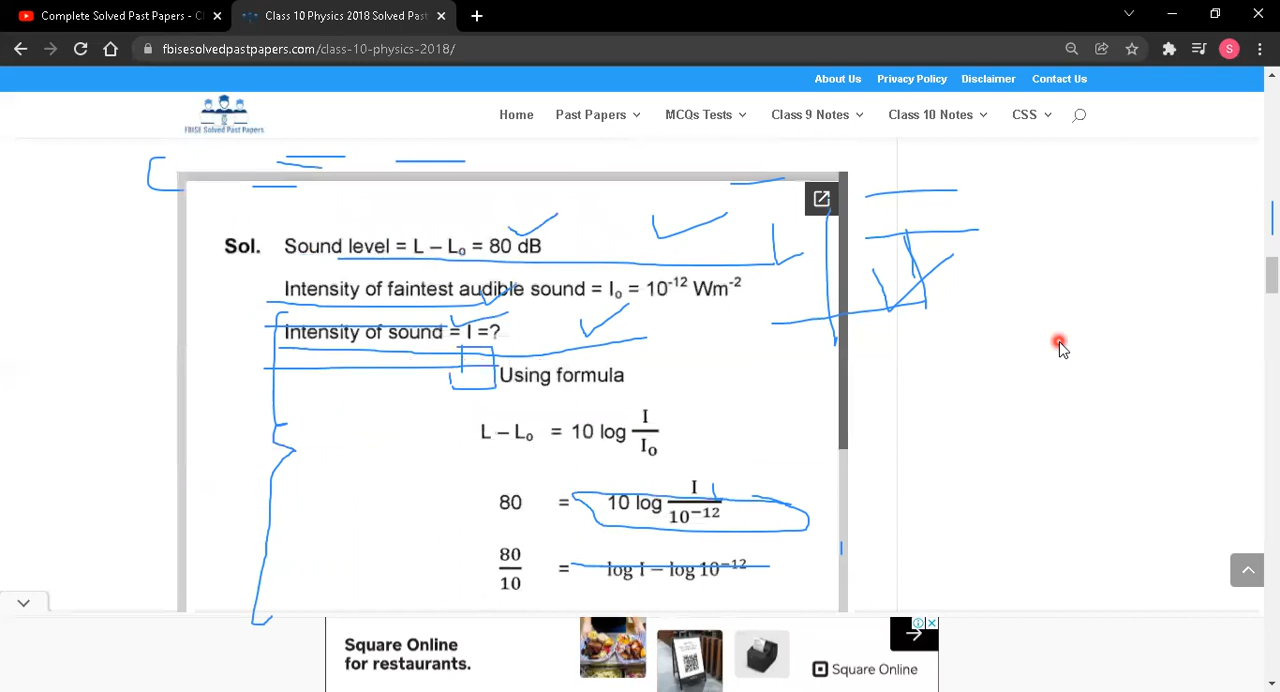 Complete Solved Past Papers - C
Class 10 Physics 2018 Solved Past
fbisesolvedpastpapers.com/class-10-physics-2018/
S
About Us Privacy Policy Disclaimer Contact Us
FBISE Solved Past Papers
Home Past Papers MCQs Tests Class 9 Notes Class 10 Notes CSS
Sol. Sound level = L – L₀ = 80 dB
Intensity of faintest audible sound = I₀ = 10⁻¹² Wm⁻²
Intensity of sound = I =?
Using formula
L – L₀ = 10 log I/I₀
80 = 10 log I/10⁻¹²
80/10 = log I – log 10⁻¹²
Square Online
for restaurants.
Square Online